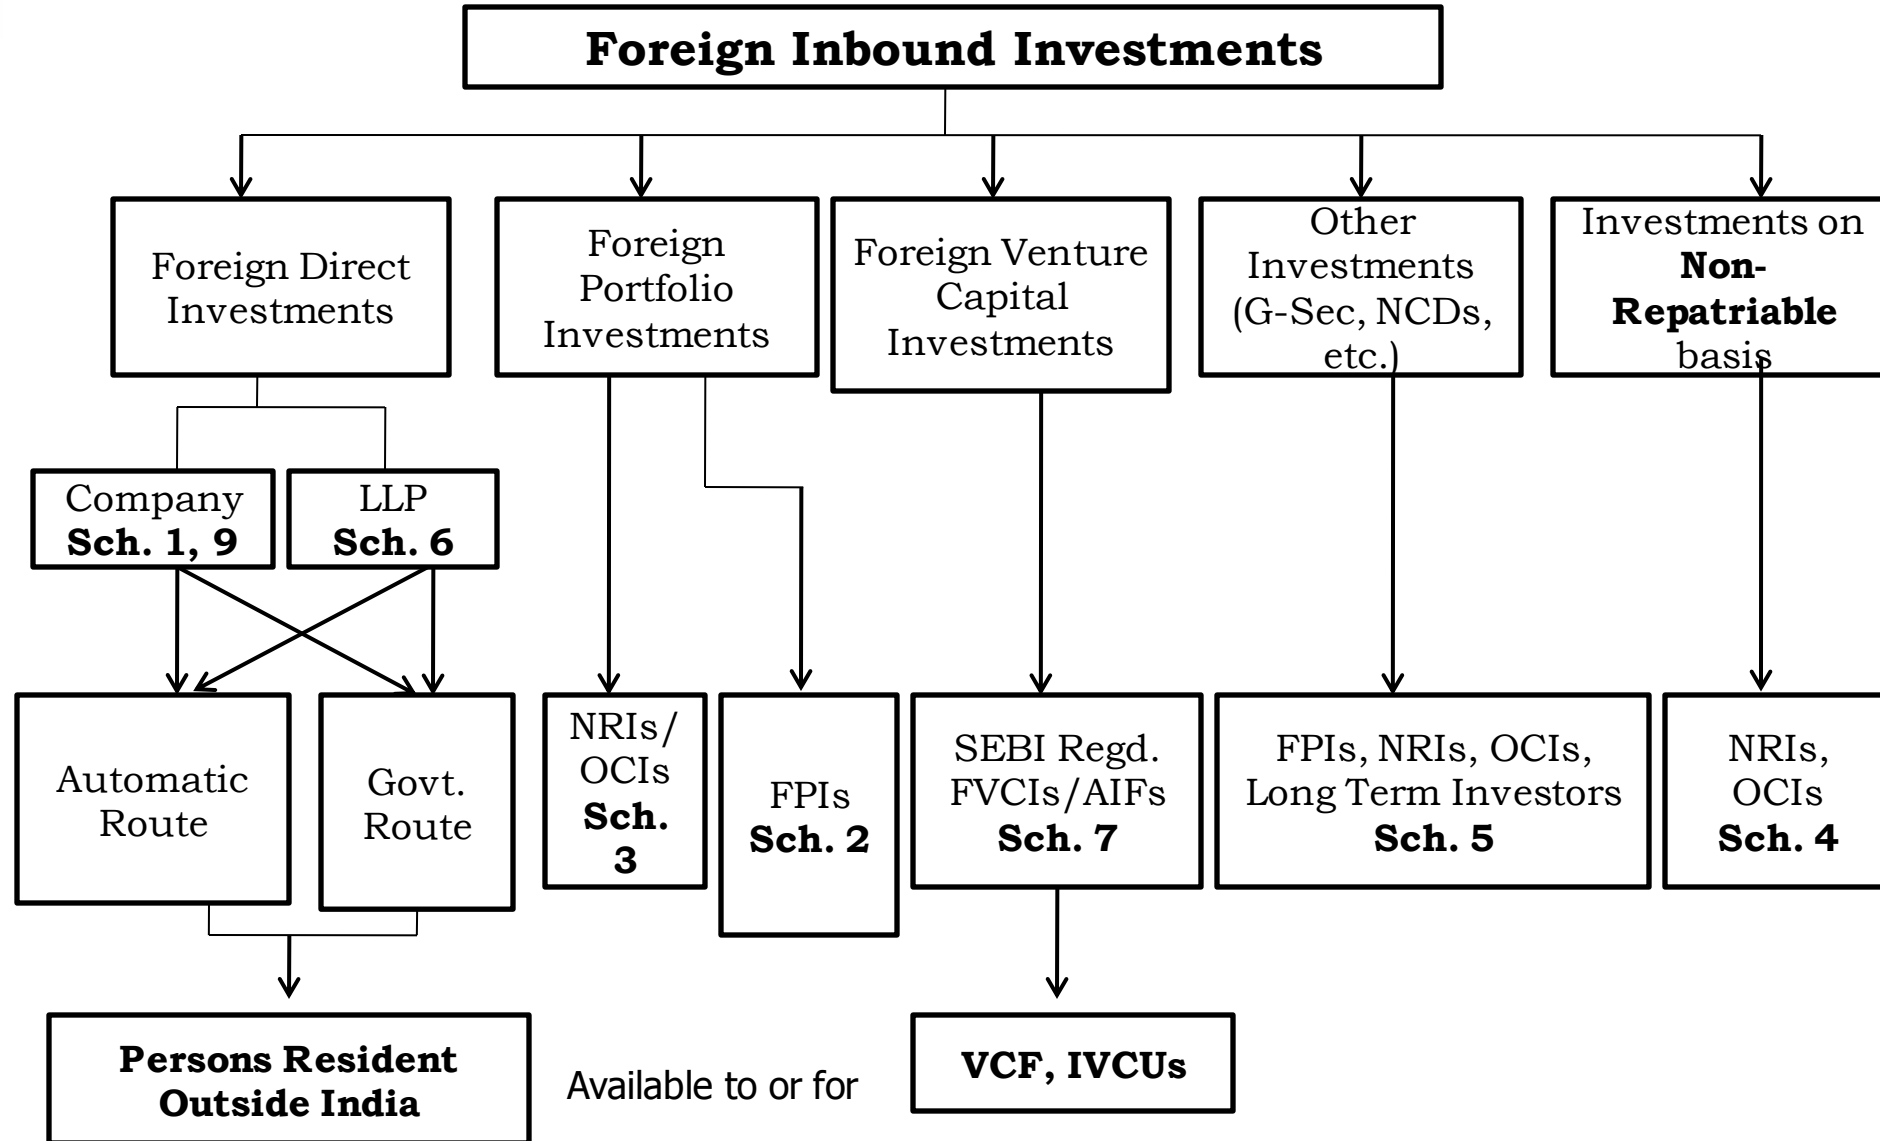 Foreign Inbound Investments
Foreign Direct
Investments
Foreign
Portfolio
Investments
Foreign Venture
Capital
Investments
Other
Investments
(G-Sec, NCDs,
etc.)
Investments on
Non-
Repatriable
basis
Company
Sch. 1, 9
LLP
Sch. 6
Automatic
Route
Govt.
Route
NRIs/
OCIs
Sch.
3
FPIs
Sch. 2
SEBI Regd.
FVCIs/AIFs
Sch. 7
FPIs, NRIs, OCIs,
Long Term Investors
Sch. 5
NRIs,
OCIs
Sch. 4
Persons Resident
Outside India
Available to or for
VCF, IVCUs